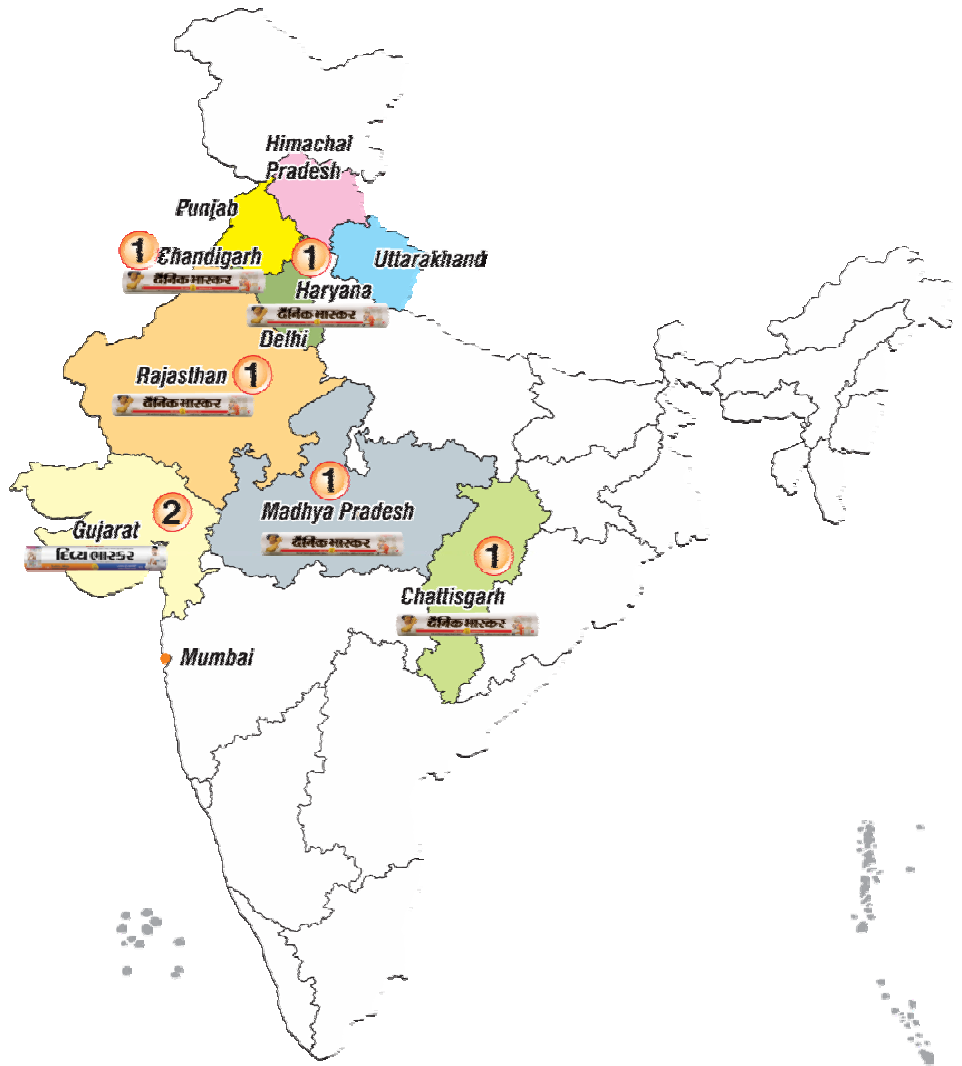 Himachal
Pradesh
Punjab
1
Chandigarh
1
दैनिक भास्कर
Uttarakhand
Haryana
दैनिक भास्कर
Delhi
Rajasthan
1
दैनिक भास्कर
1
Madhya Pradesh
दैनिक भास्कर
2
Gujarat
દિવ્ય ભાસ્કર
1
Chattisgarh
दैनिक भास्कर
Mumbai